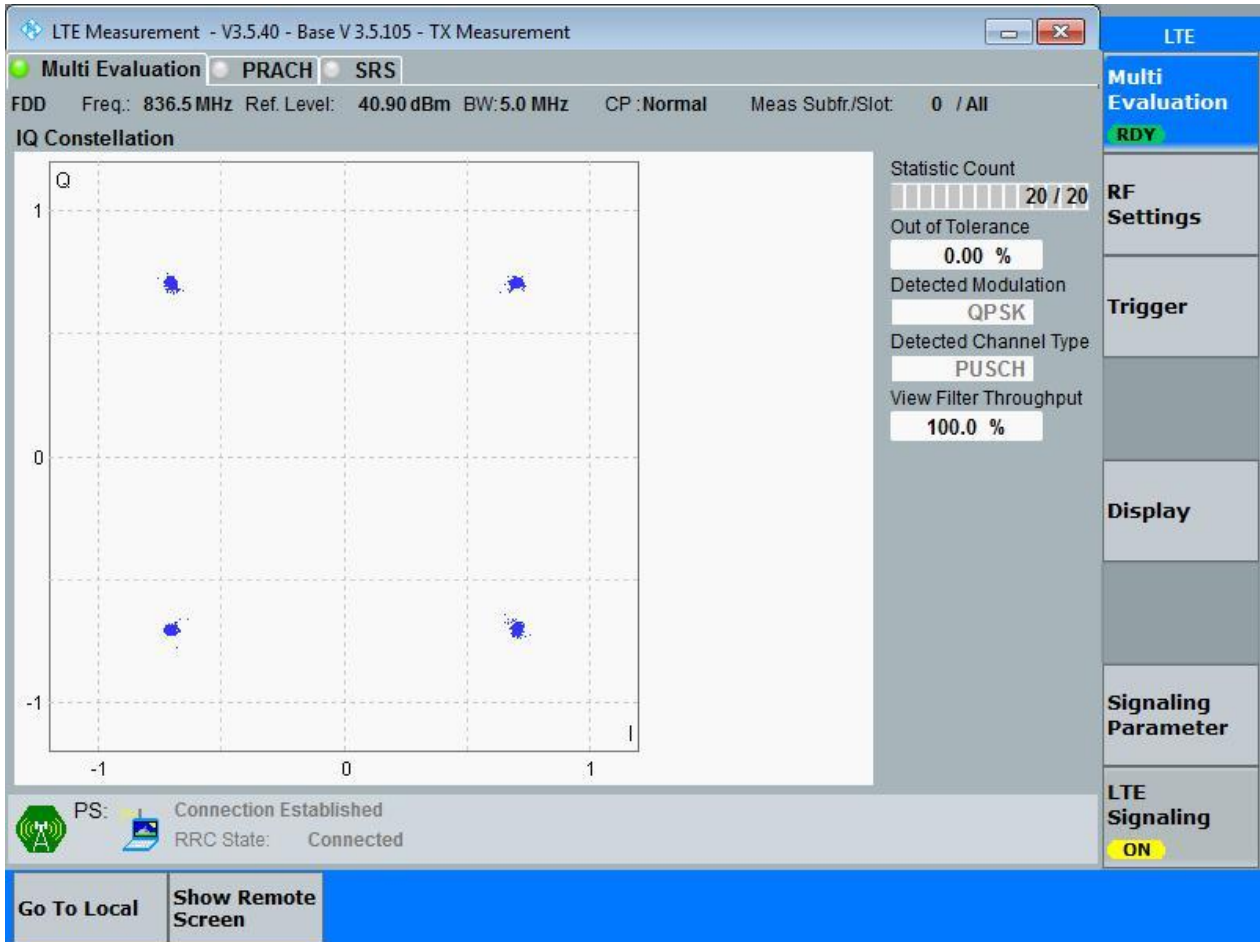 LTE Measurement - V3.5.40 - Base V 3.5.105 - TX Measurement
LTE
Multi Evaluation PRACH SRS
Multi
Evaluation
RDY
FDD Freq.: 836.5 MHz Ref. Level: 40.90 dBm BW: 5.0 MHz CP : Normal Meas Subfr./Slot: 0 / All
IQ Constellation
Q
1
0
-1
I
-1 0 1
Statistic Count
20 / 20
Out of Tolerance
0.00 %
Detected Modulation
QPSK
Detected Channel Type
PUSCH
View Filter Throughput
100.0 %
RF
Settings
Trigger
Display
Signaling
Parameter
LTE
Signaling
ON
PS: Connection Established
RRC State: Connected
Go To Local
Show Remote
Screen